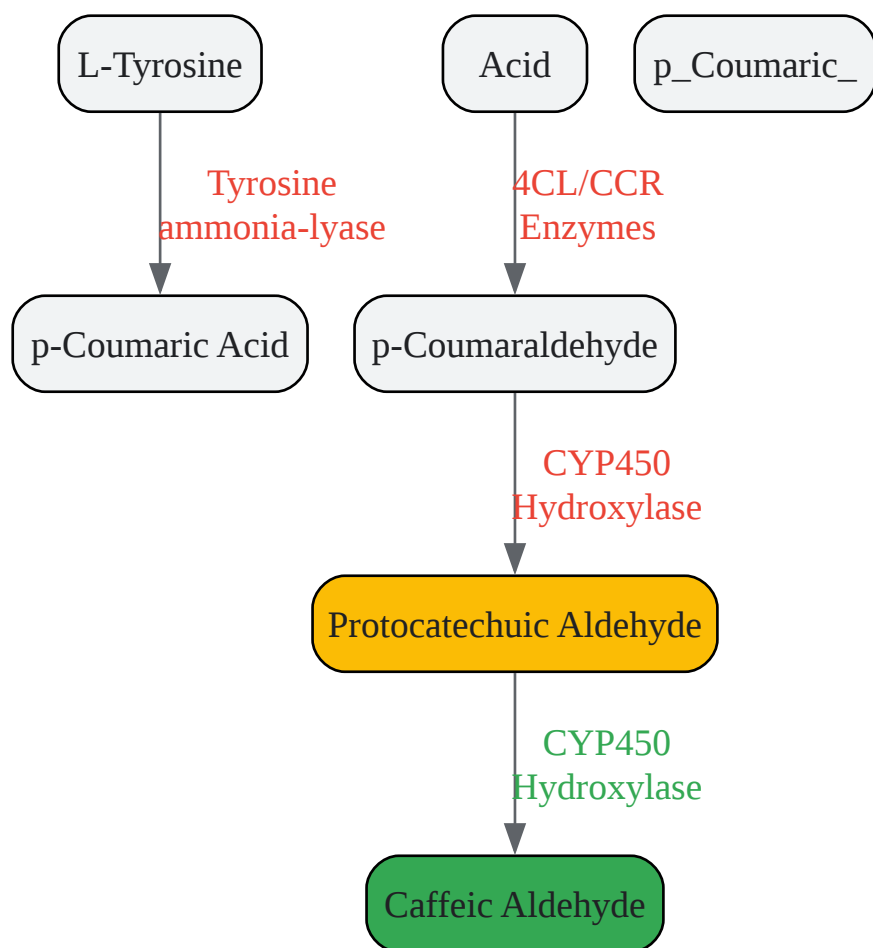 L-Tyrosine
Acid
p_Coumaric_
Tyrosine
ammonia-lyase
4CL/CCR
Enzymes
p-Coumaric Acid
p-Coumaraldehyde
CYP450
Hydroxylase
Protocatechuic Aldehyde
CYP450
Hydroxylase
Caffeic Aldehyde